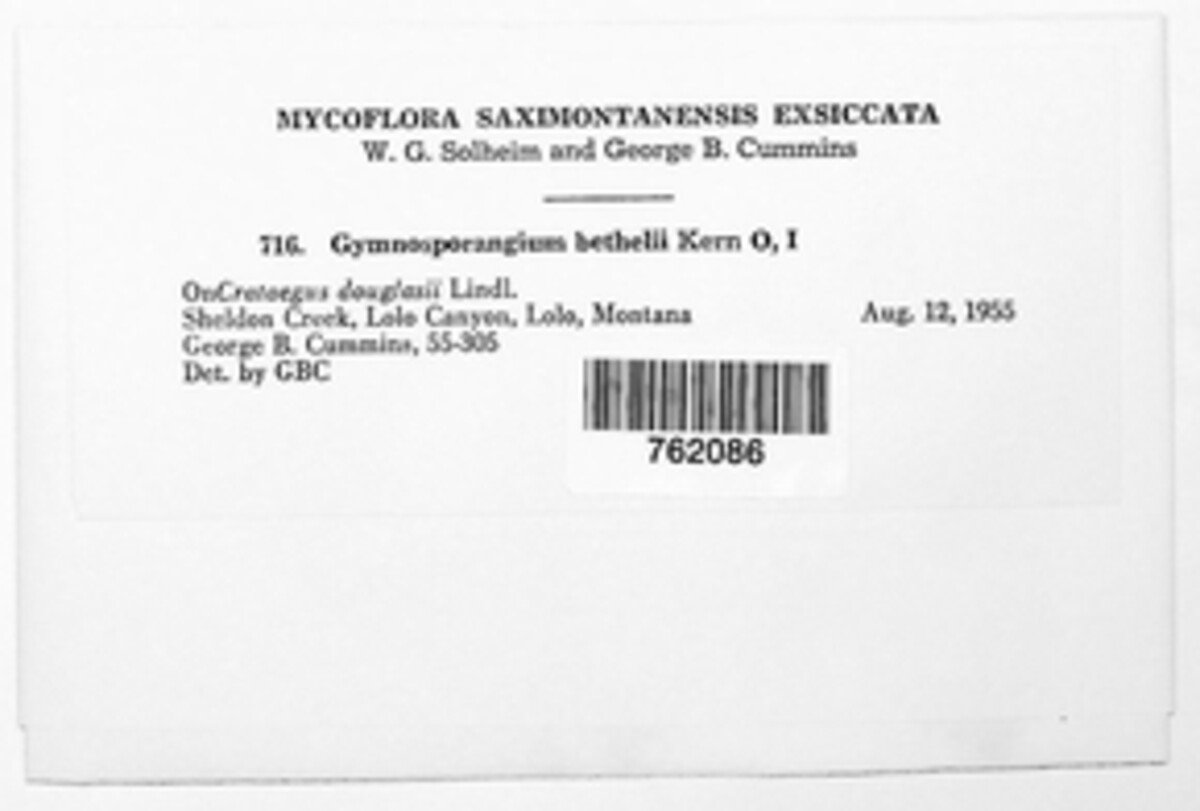 MYCOFLORA SAXIMONTANENSIS EXSICCATA
W. G. Solheim and George B. Cummins
716. Gymnosporangium bethelii Kern O, I
OnCrataegus douglasii Lindl.
Sheldon Creek, Lolo Canyon, Lolo, Montana Aug. 12, 1955
George B. Cummins, 55-305
Det. by GBC
762086